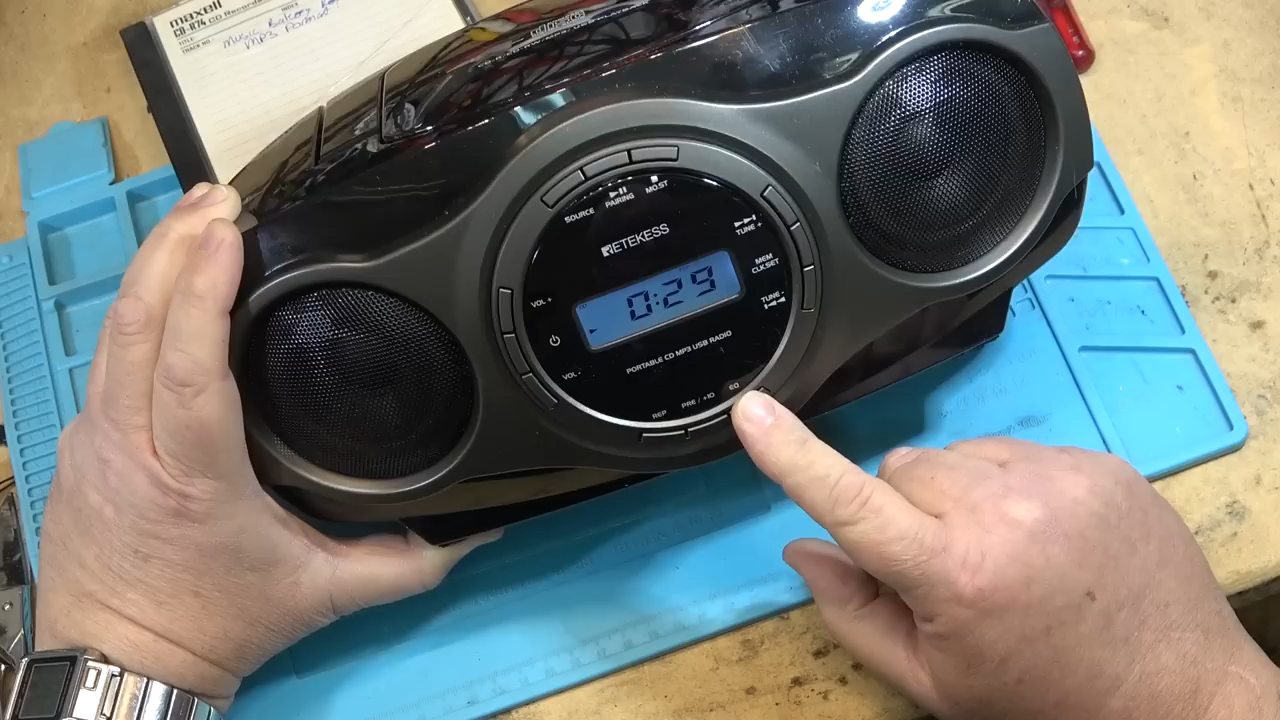 maxell
CD-R74 CD Recordable
INDEX
TITLE:
TRACK NO.:
Music
MP3 Format
SOURCE
PAIRING
MO.ST
RETEKESS
TUNE +
VOL +
MEM
CLK.SET
0:29
TUNE -
PORTABLE CD MP3 USB RADIO
VOL -
REP
PRE / +10
EQ